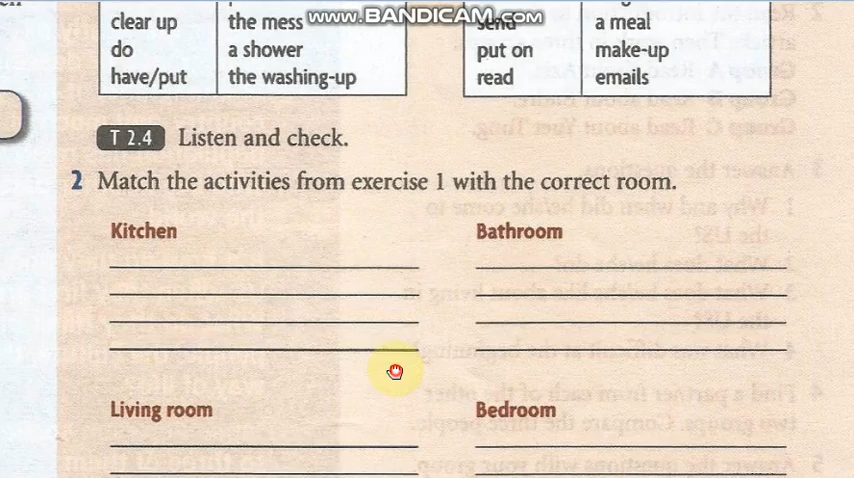 www.BANDICAM.com
clear up the mess
do a shower
have/put the washing-up
send a meal
put on make-up
read emails
T 2.4 Listen and check.
2 Match the activities from exercise 1 with the correct room.
Kitchen Bathroom
Living room Bedroom